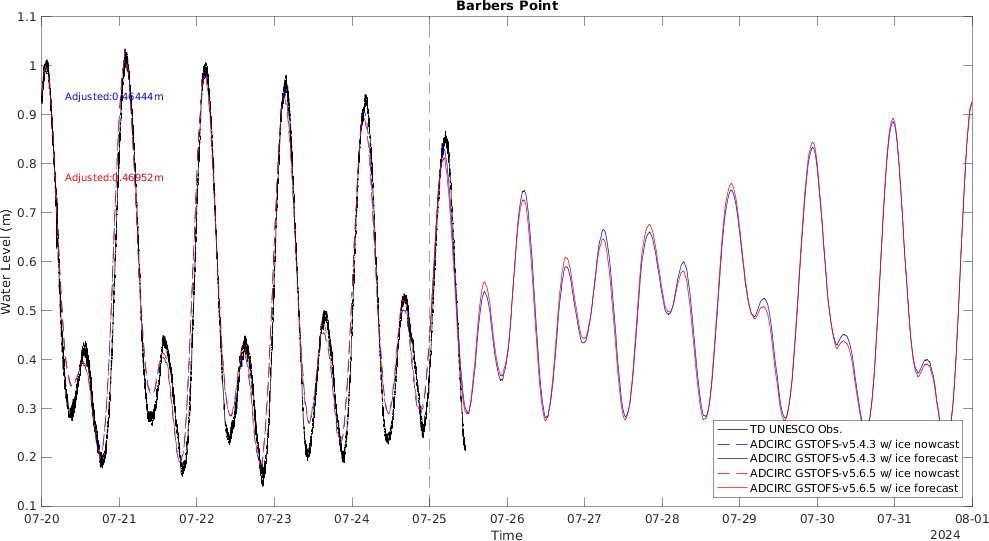 Barbers Point
1.1
1
0.9
0.8
0.7
0.6
0.5
0.4
0.3
0.2
0.1
Water Level (m)
Adjusted:0.46444m
Adjusted:0.46952m
TD UNESCO Obs.
ADCIRC GSTOFS-v5.4.3 w/ ice nowcast
ADCIRC GSTOFS-v5.4.3 w/ ice forecast
ADCIRC GSTOFS-v5.6.5 w/ ice nowcast
ADCIRC GSTOFS-v5.6.5 w/ ice forecast
07-20 07-21 07-22 07-23 07-24 07-25 07-26 07-27 07-28 07-29 07-30 07-31 08-01
Time
2024